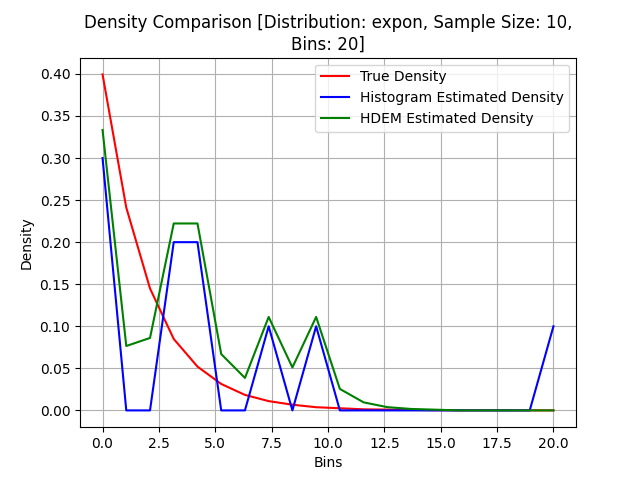 Density Comparison [Distribution: expon, Sample Size: 10,
Bins: 20]
True Density
Histogram Estimated Density
HDEM Estimated Density
Density
0.40
0.35
0.30
0.25
0.20
0.15
0.10
0.05
0.00
0.0 2.5 5.0 7.5 10.0 12.5 15.0 17.5 20.0
Bins